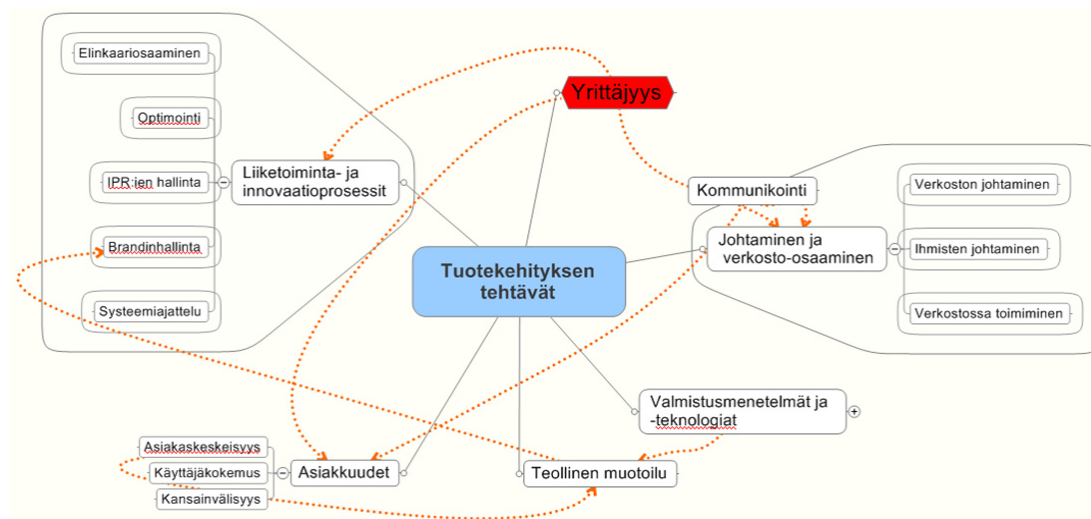 Elinkaariosaaminen
Optimointi
IPR:ien hallinta
Brandinhallinta
Systeemiajattelu
Liiketoiminta- ja
innovaatioprosessit
Yrittäjyys
Kommunikointi
Johtaminen ja
verkosto-osaaminen
Verkoston johtaminen
Ihmisten johtaminen
Verkostossa toimiminen
Tuotekehityksen
tehtävät
Valmistusmenetelmät ja
-teknologiat
Teollinen muotoilu
Asiakkuudet
Asiakaskeskeisyys
Käyttäjäkokemus
Kansainvälisyys